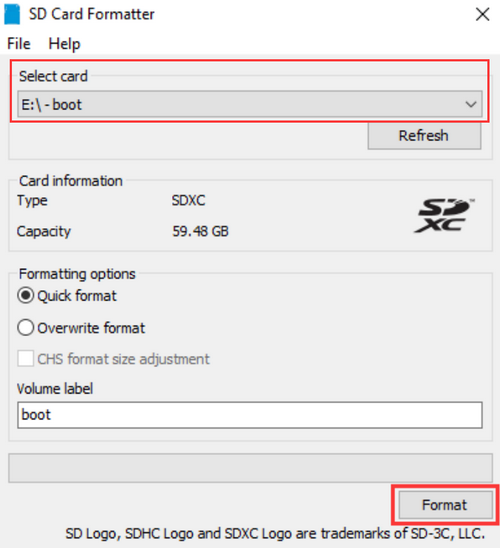 SD Card Formatter
File Help
Select card
E:\ - boot
Refresh
Card information
Type SDXC
SD XC
Capacity 59.48 GB
Formatting options
Quick format
Overwrite format
CHS format size adjustment
Volume label
boot
Format
SD Logo, SDHC Logo and SDXC Logo are trademarks of SD-3C, LLC.